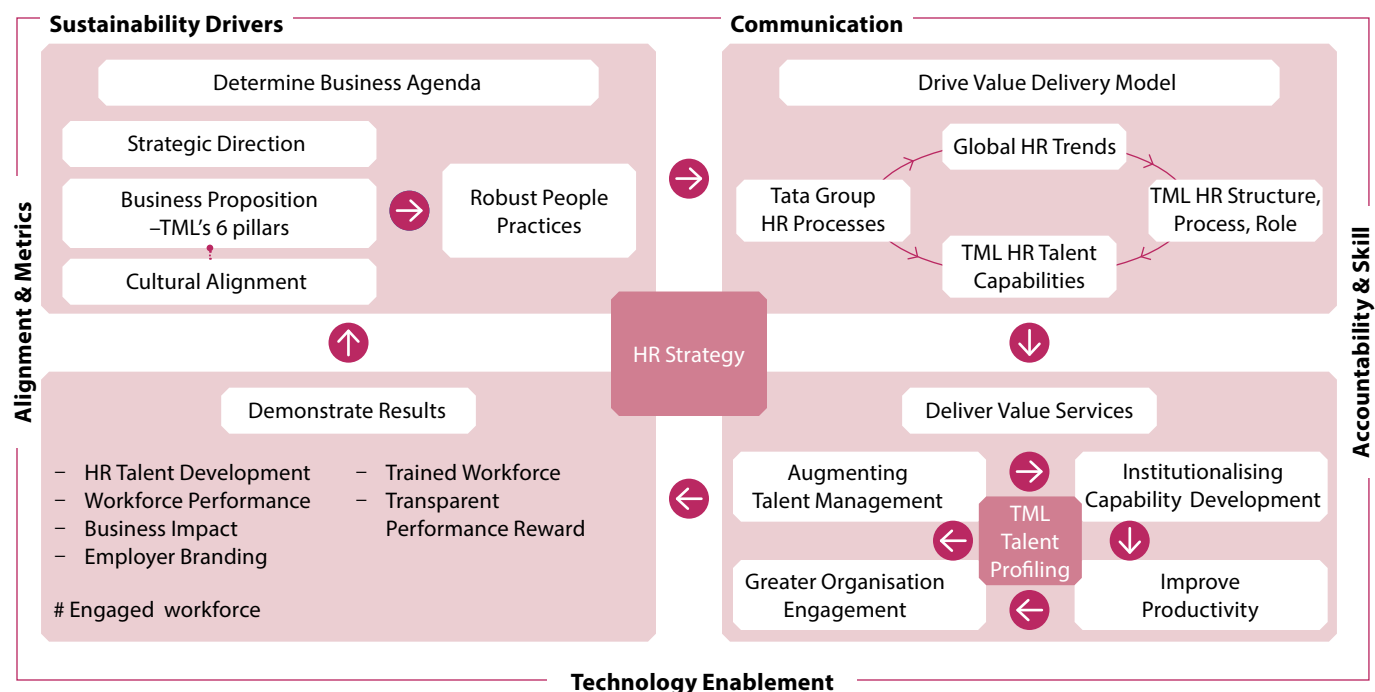 Sustainability Drivers
Communication
Determine Business Agenda
Strategic Direction
Business Proposition
–TML’s 6 pillars
Cultural Alignment
Robust People
Practices
Drive Value Delivery Model
Global HR Trends
Tata Group
HR Processes
TML HR Structure,
Process, Role
TML HR Talent
Capabilities
Alignment & Metrics
HR Strategy
Accountability & Skill
Demonstrate Results
– HR Talent Development
– Workforce Performance
– Business Impact
– Employer Branding
– Trained Workforce
– Transparent
Performance Reward
# Engaged workforce
Deliver Value Services
Augmenting
Talent Management
Institutionalising
Capability Development
TML
Talent
Profiling
Greater Organisation
Engagement
Improve
Productivity
Technology Enablement